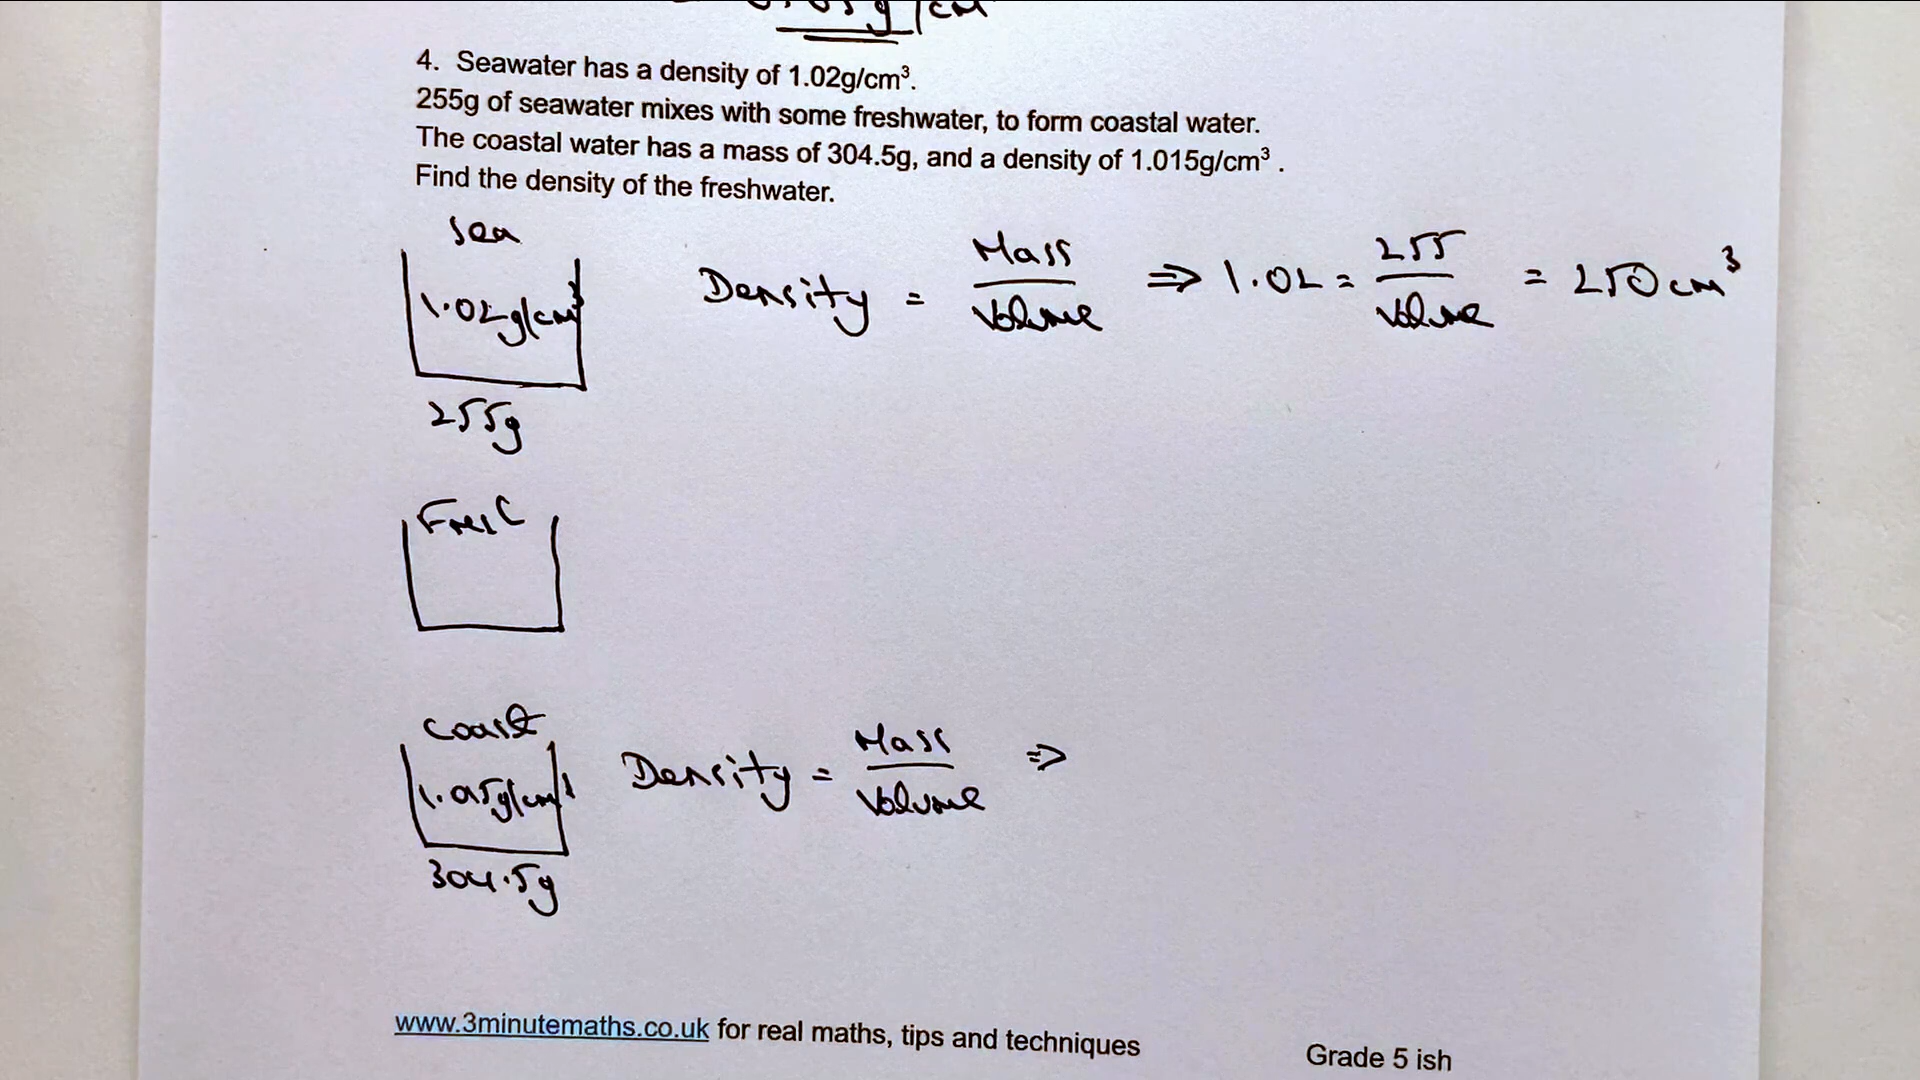 4. Seawater has a density of 1.02g/cm³.
255g of seawater mixes with some freshwater, to form coastal water.
The coastal water has a mass of 304.5g, and a density of 1.015g/cm³ .
Find the density of the freshwater.
Sea
1.02g/cm³
255g
Density = Mass / Volume ⇒ 1.02 = 255 / Volume = 250cm³
Coast
1.015g/cm³
304.5g
Density = Mass / Volume ⇒
www.3minutemaths.co.uk for real maths, tips and techniques
Grade 5 ish